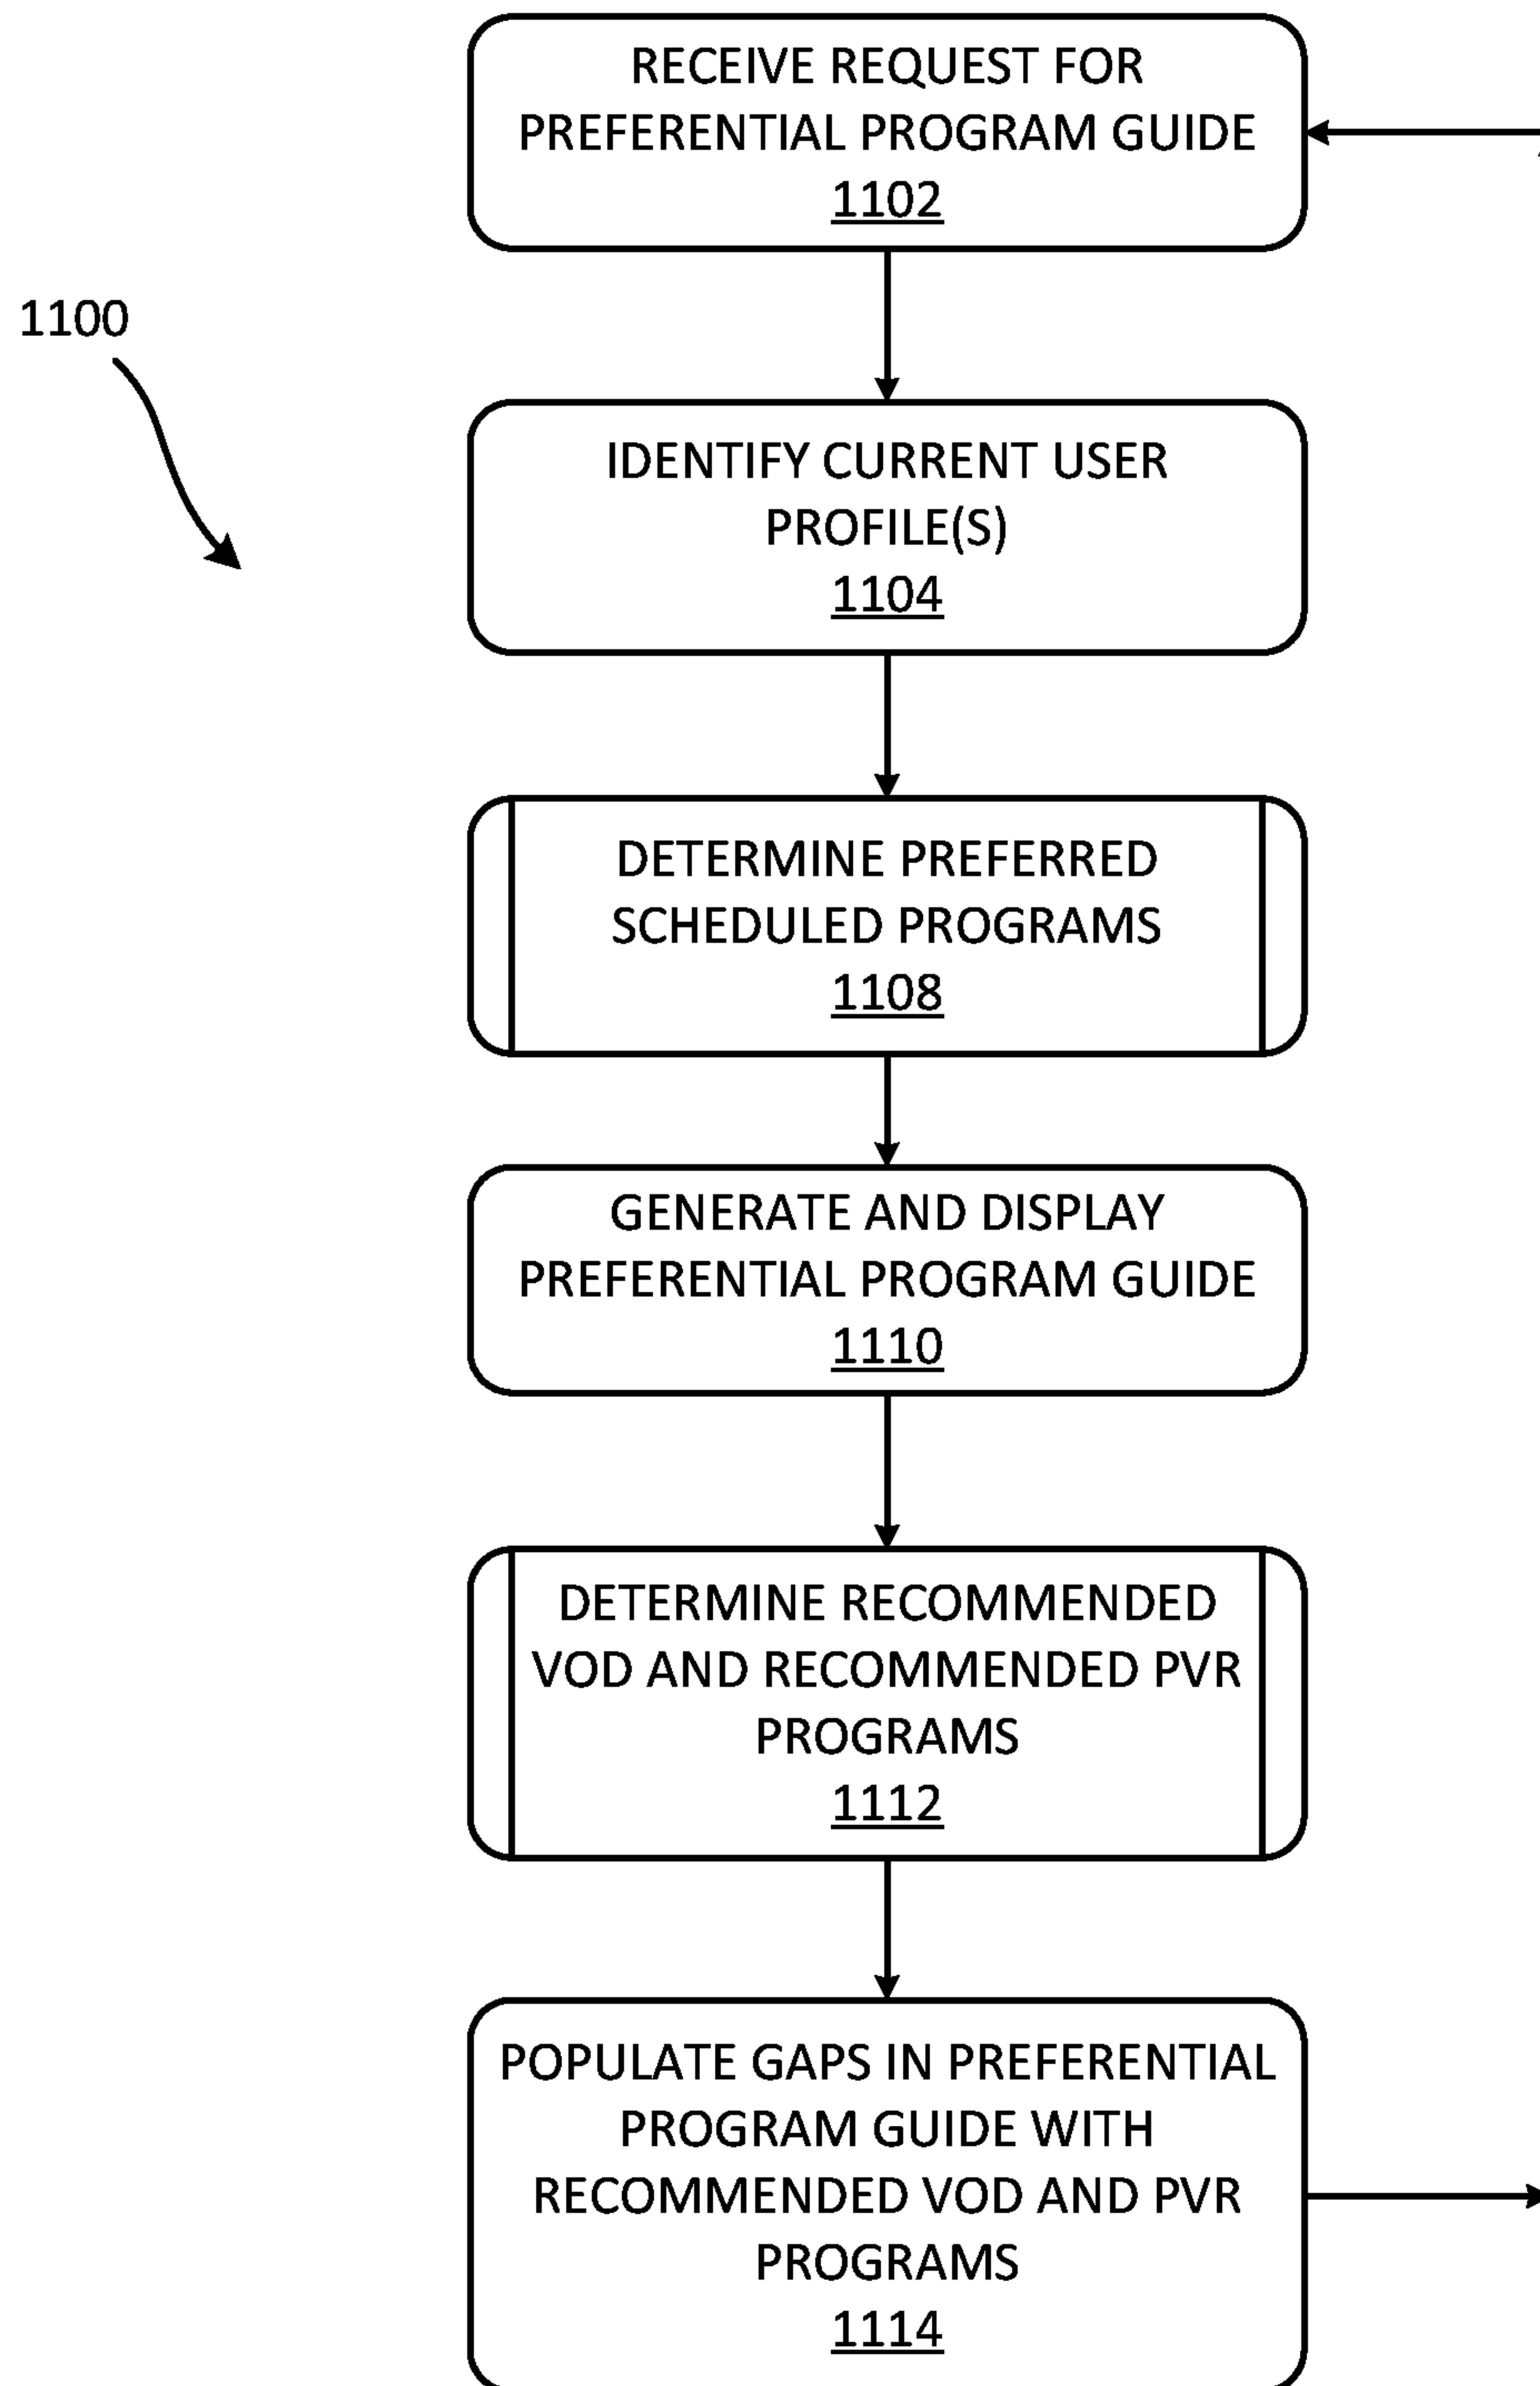 RECEIVE REQUEST FOR
PREFERENTIAL PROGRAM GUIDE
1102
1100
IDENTIFY CURRENT USER
PROFILE(S)
1104
DETERMINE PREFERRED
SCHEDULED PROGRAMS
1108
GENERATE AND DISPLAY
PREFERENTIAL PROGRAM GUIDE
1110
DETERMINE RECOMMENDED
VOD AND RECOMMENDED PVR
PROGRAMS
1112
POPULATE GAPS IN PREFERENTIAL
PROGRAM GUIDE WITH
RECOMMENDED VOD AND PVR
PROGRAMS
1114